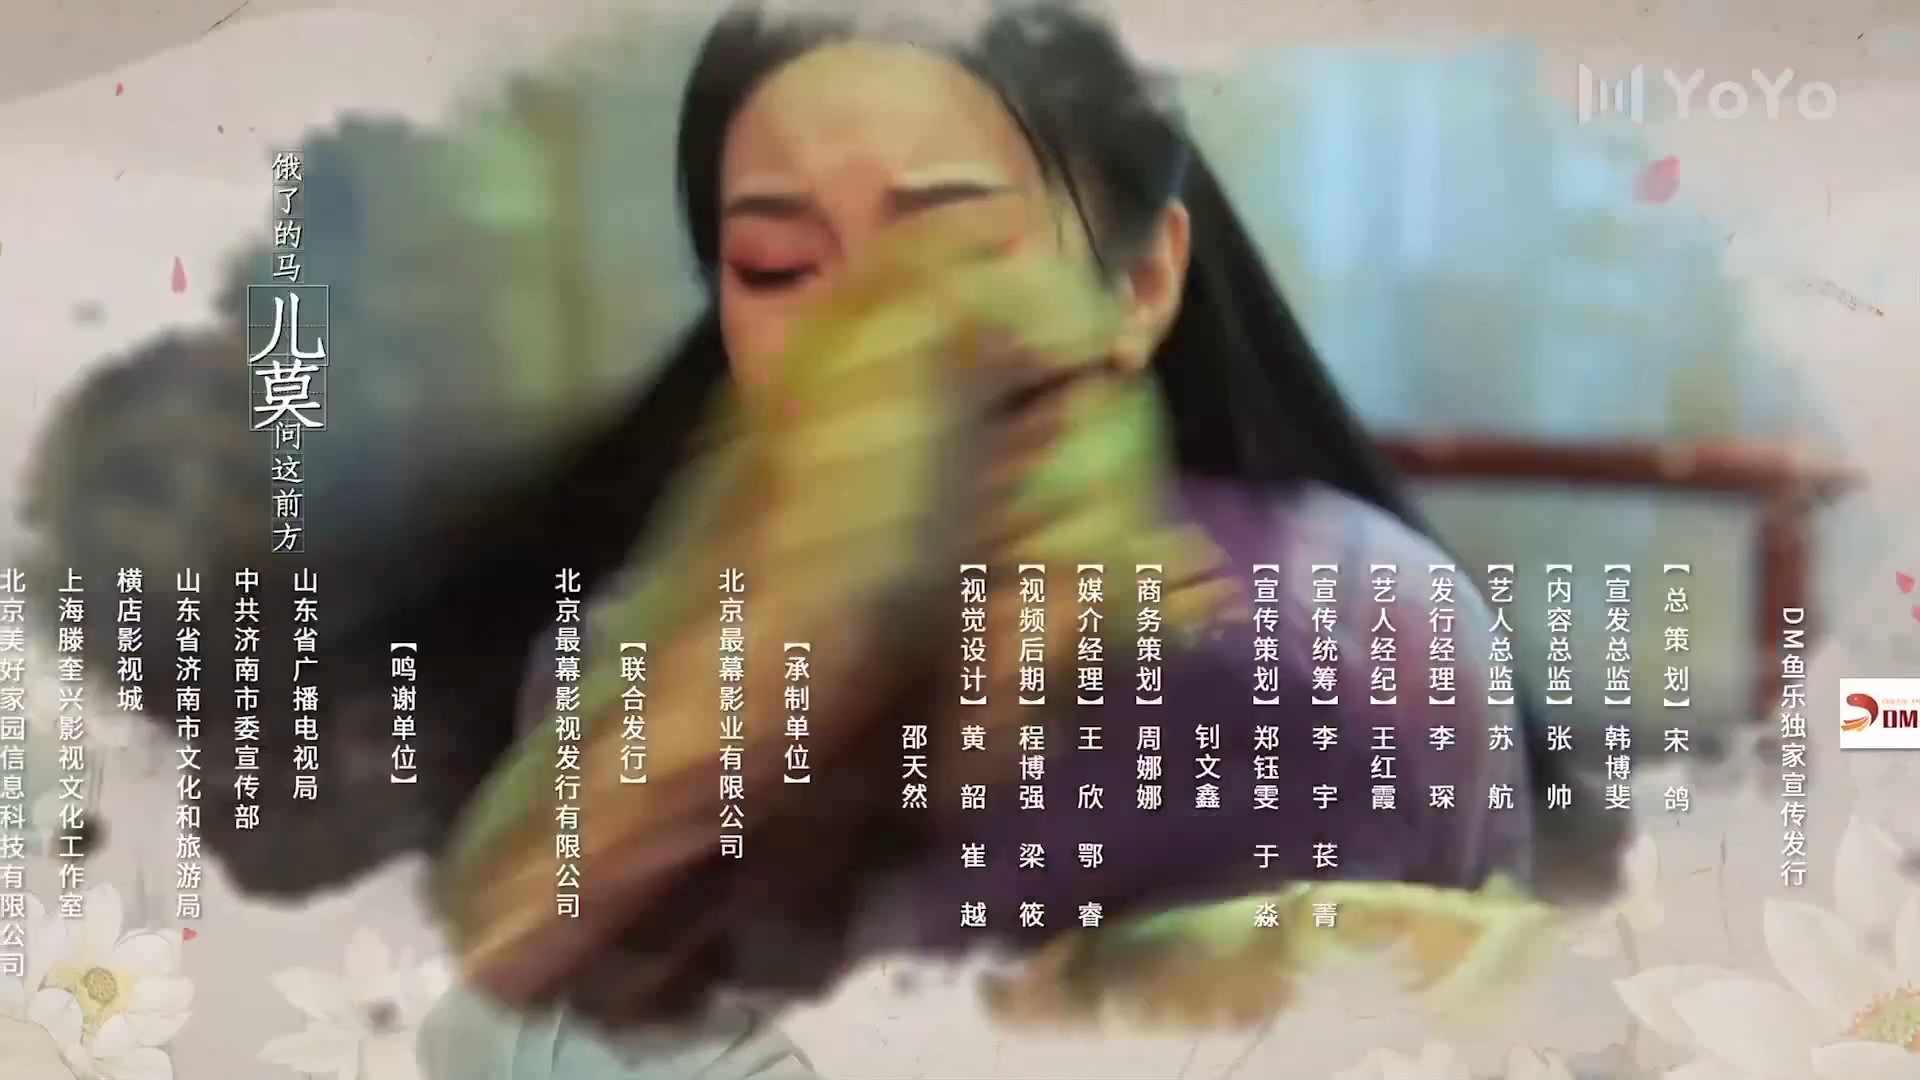 YoYo
DM鱼乐独家宣传发行
DM
【总策划】宋鸽
【宣发总监】韩博斐
【内容总监】张帅
【艺人总监】苏航
【发行经理】李琛
【艺人经纪】王红霞
【宣传统筹】李宇 苌菁
【宣传策划】郑钰雯 于淼
钊文鑫
【商务策划】周娜娜
【媒介经理】王欣 鄂睿
【视频后期】程博强 梁筱
【视觉设计】黄韶 崔越
邵天然
【承制单位】
北京最幕影业有限公司
【联合发行】
北京最幕影视发行有限公司
【鸣谢单位】
山东省广播电视局
中共济南市委宣传部
山东省济南市文化和旅游局
横店影视城
上海滕奎兴影视文化工作室
北京美好家园信息科技有限公司
饿了的马儿莫问这前方